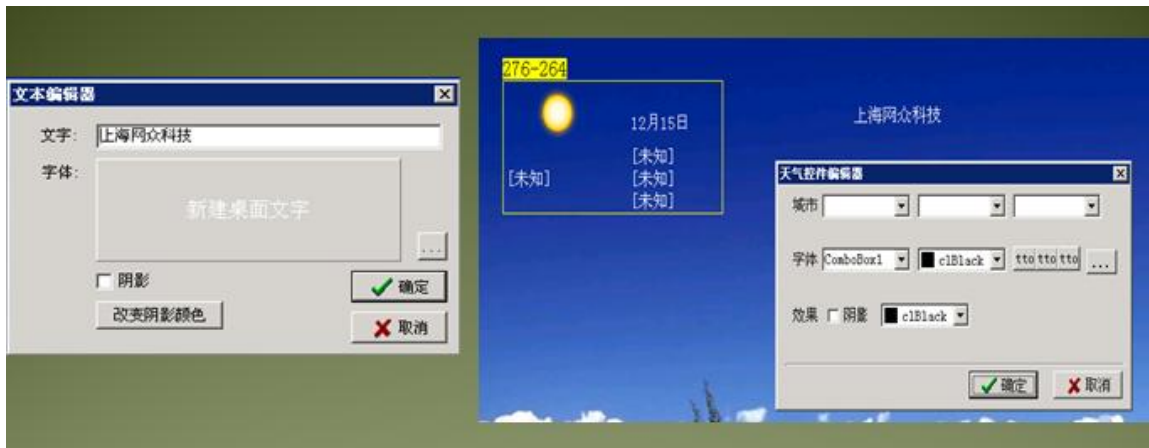 文本编辑器
文字: 上海网众科技
字体:
新建桌面文字
...
阴影
确定
改变阴影颜色
取消
276-264
12月15日
[未知]
[未知] [未知]
[未知]
上海网众科技
天气控件编辑器
城市
字体 ComboBox1 clBlack tto tto tto ...
效果 阴影 clBlack
确定 取消